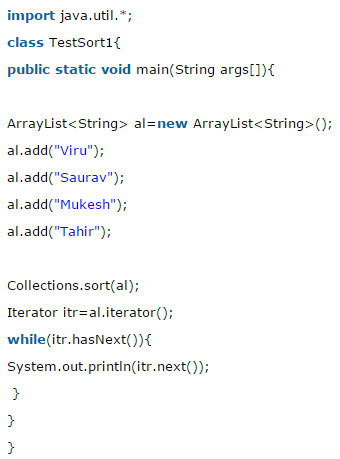 import java.util.*;
class TestSort1{
public static void main(String args[]){
ArrayList<String> al=new ArrayList<String>();
al.add("Viru");
al.add("Saurav");
al.add("Mukesh");
al.add("Tahir");
Collections.sort(al);
Iterator itr=al.iterator();
while(itr.hasNext()){
System.out.println(itr.next());
}
}
}